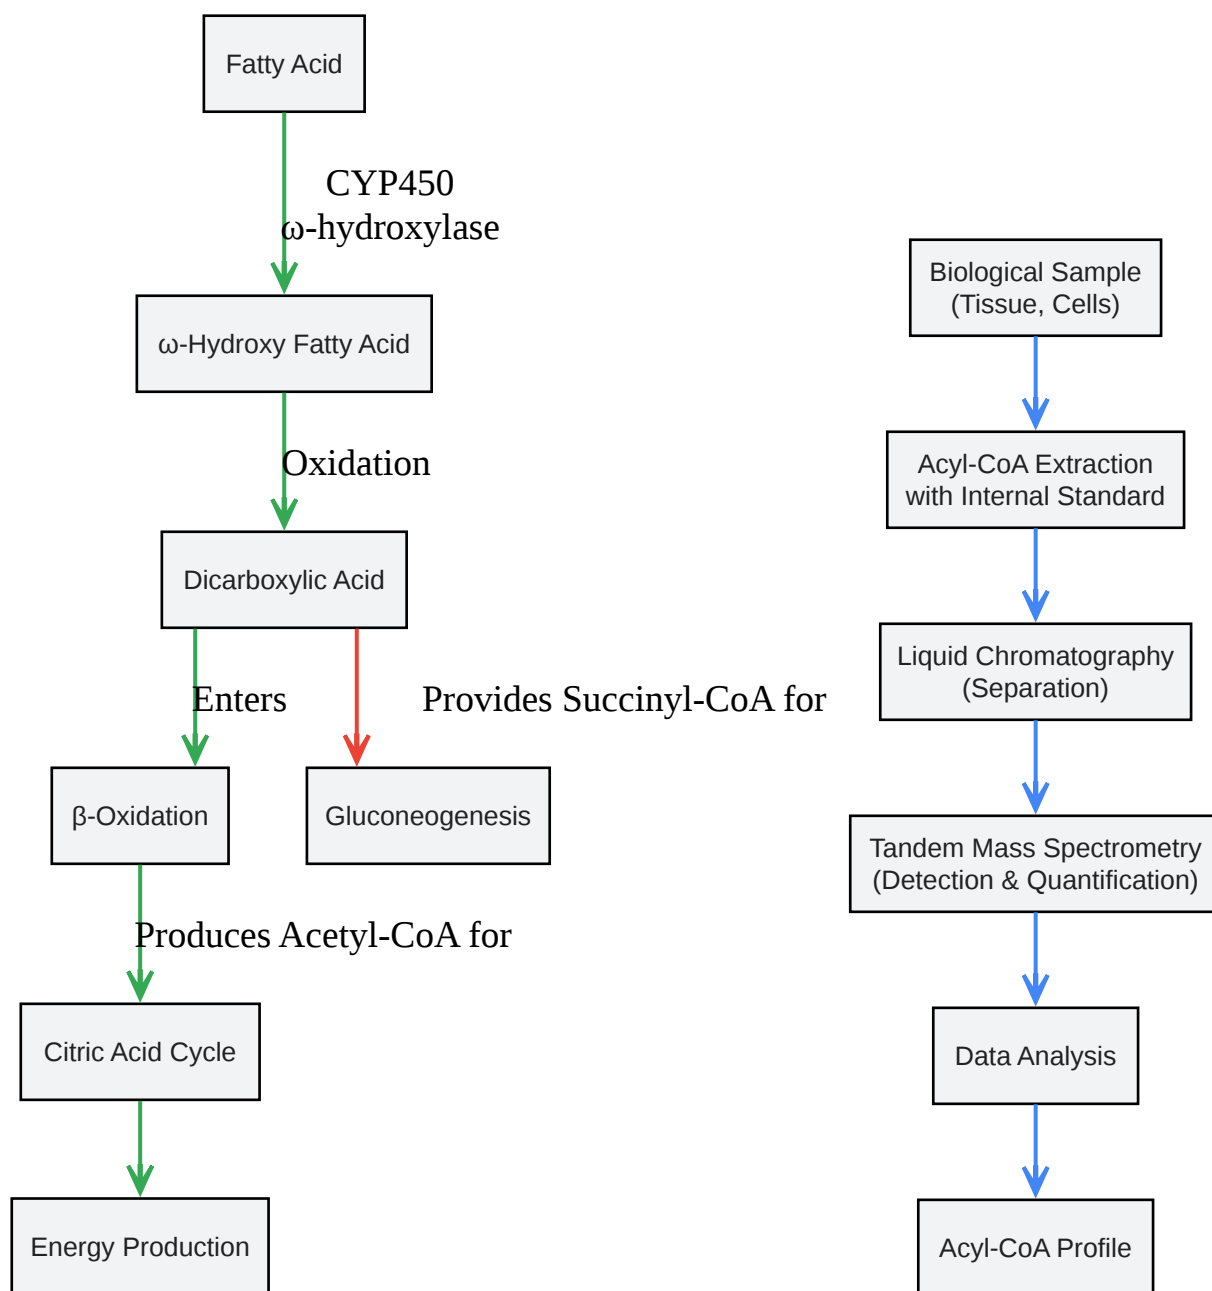 Fatty Acid
CYP450
ω-hydroxylase
ω-Hydroxy Fatty Acid
Oxidation
Dicarboxylic Acid
Enters
Provides Succinyl-CoA for
β-Oxidation
Gluconeogenesis
Produces Acetyl-CoA for
Citric Acid Cycle
Energy Production
Biological Sample
(Tissue, Cells)
Acyl-CoA Extraction
with Internal Standard
Liquid Chromatography
(Separation)
Tandem Mass Spectrometry
(Detection & Quantification)
Data Analysis
Acyl-CoA Profile